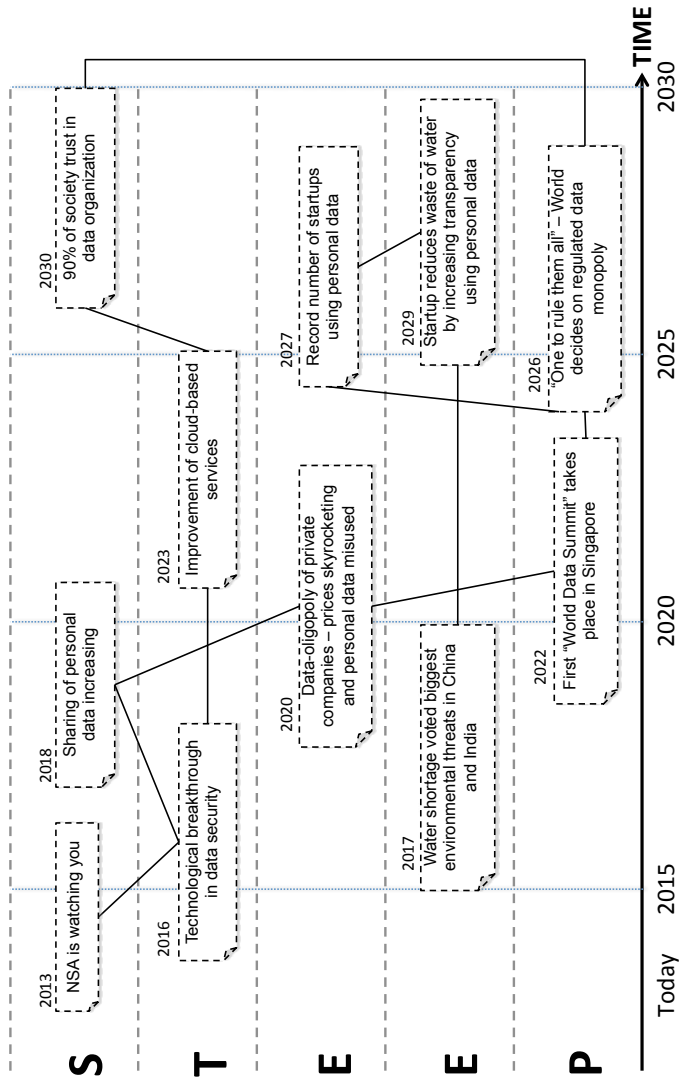 S
2013
NSA is watching you
2018
Sharing of personal
data increasing
2030
90% of society trust in
data organization
T
2016
Technological breakthrough
in data security
2023
Improvement of cloud-based
services
E
2020
Data-oligopoly of private
companies – prices skyrocketing
and personal data misused
2027
Record number of startups
using personal data
E
2017
Water shortage voted biggest
environmental threats in China
and India
2029
Startup reduces waste of water
by increasing transparency
using personal data
P
2022
First “World Data Summit” takes
place in Singapore
2026
“One to rule them all” – World
decides on regulated data
monopoly
TIME
Today
2015
2020
2025
2030